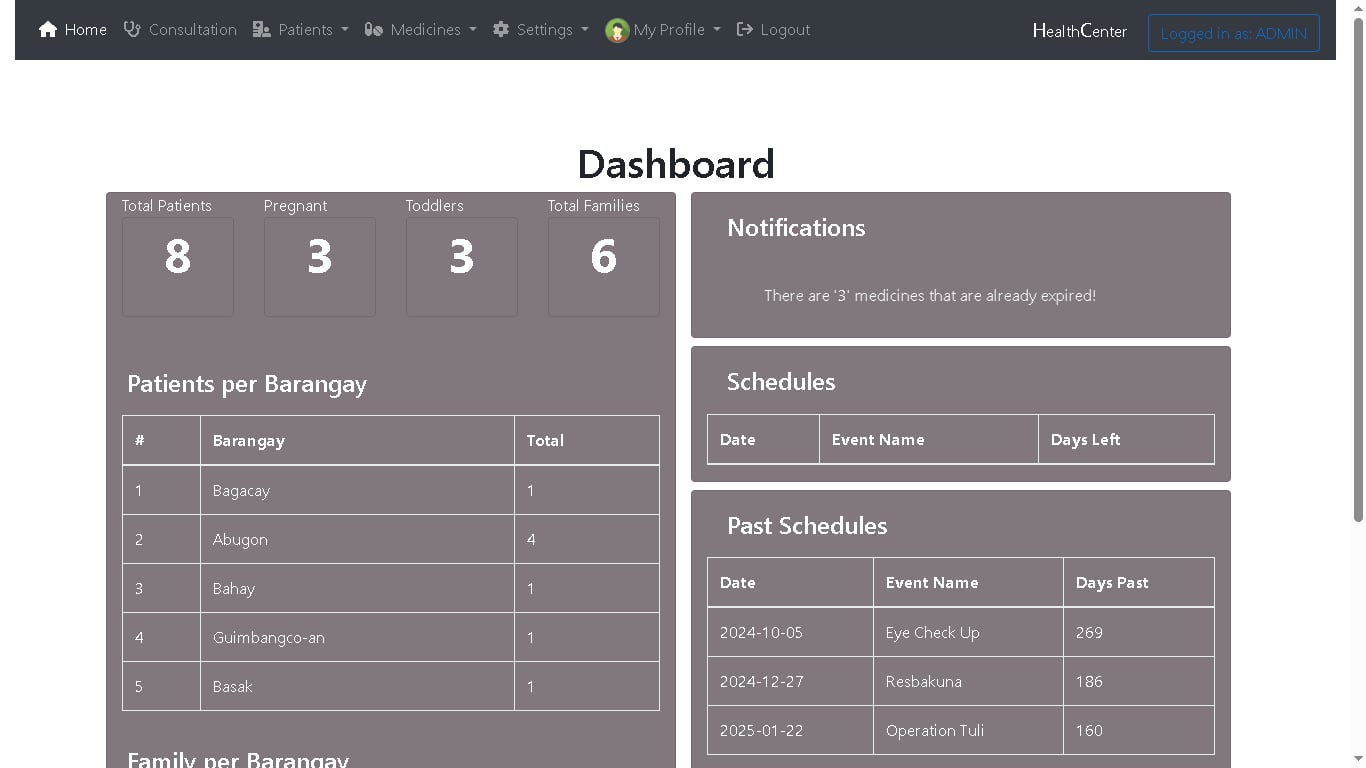 Home Consultation Patients Medicines Settings My Profile Logout HealthCenter Logged in as: ADMIN
Dashboard
Total Patients Pregnant Toddlers Total Families
8 3 3 6
Patients per Barangay
# Barangay Total
1 Bagacay 1
2 Abugon 4
3 Bahay 1
4 Guimbangco-an 1
5 Basak 1
Family per Barangay
Notifications
There are '3' medicines that are already expired!
Schedules
Date Event Name Days Left
Past Schedules
Date Event Name Days Past
2024-10-05 Eye Check Up 269
2024-12-27 Resbakuna 186
2025-01-22 Operation Tuli 160